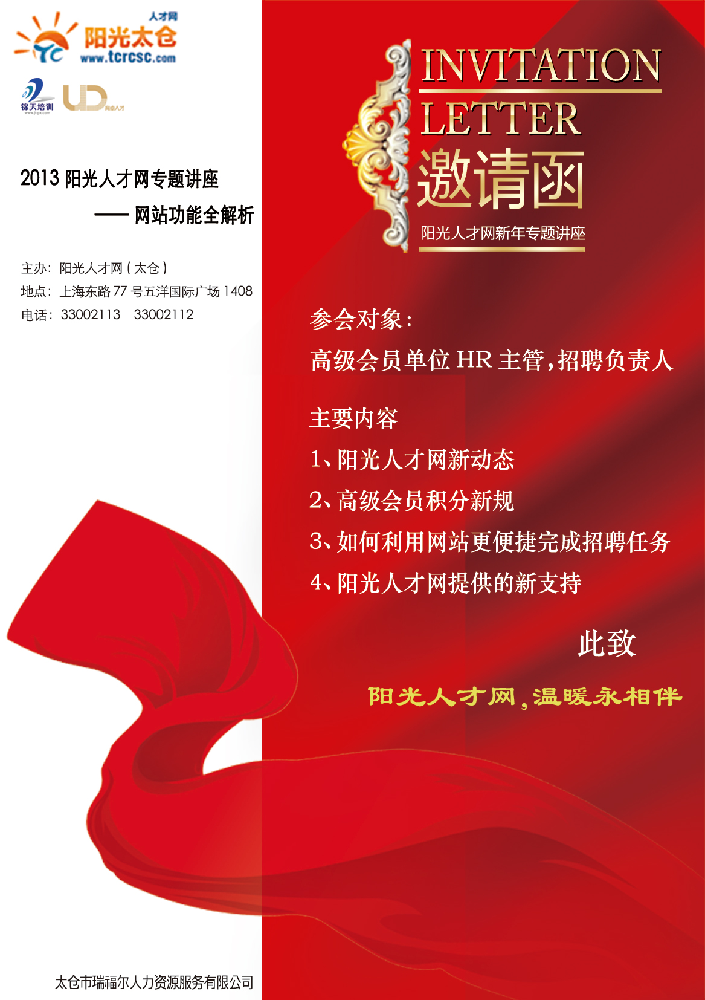 人才网
阳光太仓
www.tcrcsc.com
锦天培训
www.jt-px.com
UD
网卓人才
2013 阳光人才网专题讲座
—— 网站功能全解析
主办：阳光人才网 ( 太仓 )
地点：上海东路 77 号五洋国际广场 1408
电话：33002113 33002112
INVITATION
LETTER
邀请函
阳光人才网新年专题讲座
参会对象：
高级会员单位 HR 主管，招聘负责人
主要内容
1、阳光人才网新动态
2、高级会员积分新规
3、如何利用网站更便捷完成招聘任务
4、阳光人才网提供的新支持
此致
阳光人才网，温暖永相伴
太仓市瑞福尔人力资源服务有限公司